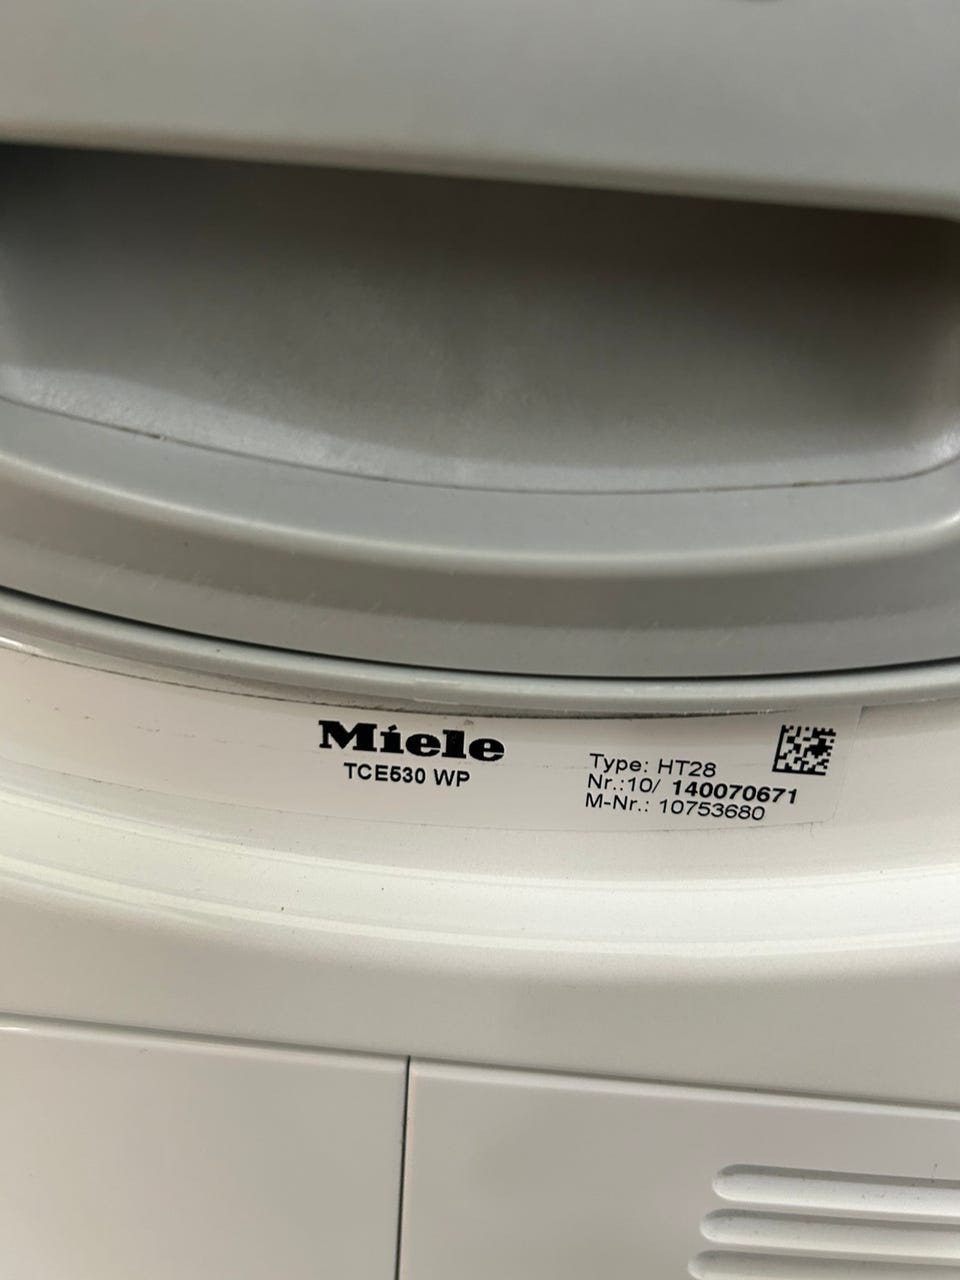 Miele
TCE530 WP
Type: HT28
Nr.:10/ 140070671
M-Nr.: 10753680